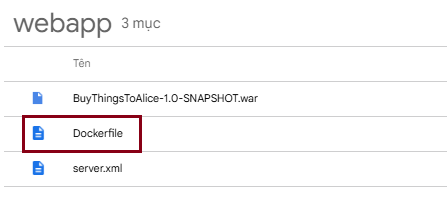 webapp 3 mục
Tên
BuyThingsToAlice-1.0-SNAPSHOT.war
Dockerfile
server.xml